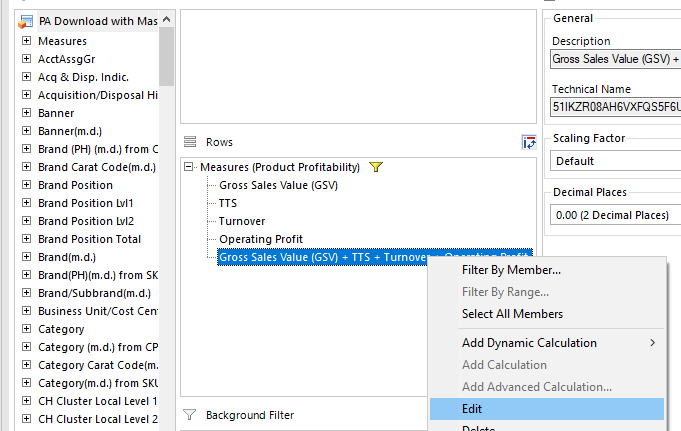 PA Download with Mas
Measures
AcctAssgGr
Acq & Disp. Indic.
Acquisition/Disposal Hi
Banner
Banner(m.d.)
Brand (PH) (m.d.) from C
Brand Carat Code(m.d.)
Brand Position
Brand Position Lvl1
Brand Position Lvl2
Brand Position Total
Brand(m.d.)
Brand(PH)(m.d.) from SK
Brand/Subbrand(m.d.)
Business Unit/Cost Cen
Category
Category (m.d.) from CP
Category Carat Code(m.
Category(m.d.) from SKU
CH Cluster Local Level 1
CH Cluster Local Level 2
Rows
Measures (Product Profitability)
Gross Sales Value (GSV)
TTS
Turnover
Operating Profit
Gross Sales Value (GSV) + TTS + Turnover + Operating Profit
Background Filter
Filter By Member...
Filter By Range...
Select All Members
Add Dynamic Calculation
Add Calculation
Add Advanced Calculation...
Edit
Delete
General
Description
Gross Sales Value (GSV) +
Technical Name
51IKZR08AH6VXFQS5F6U
Scaling Factor
Default
Decimal Places
0.00 (2 Decimal Places)